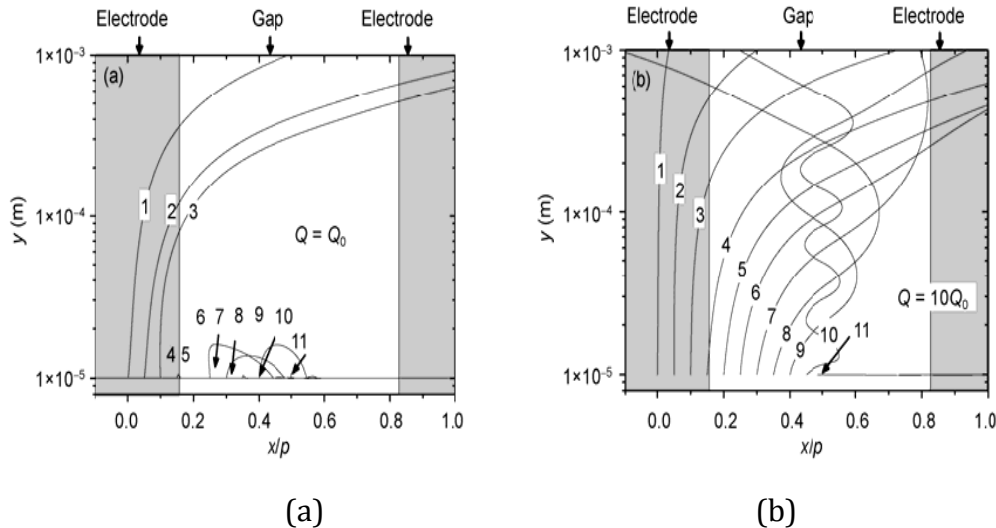 Electrode Gap Electrode
1×10⁻³
(a)
1
2
3
1×10⁻⁴
y (m)
Q = Q₀
6 7 8 9 10
11
4 5
1×10⁻⁵
0.0 0.2 0.4 0.6 0.8 1.0
x/p
(a)
Electrode Gap Electrode
1×10⁻³
(b)
1
2
3
1×10⁻⁴
y (m)
4
5
6
7
Q = 10Q₀
8
9
10
11
1×10⁻⁵
0.0 0.2 0.4 0.6 0.8 1.0
x/p
(b)